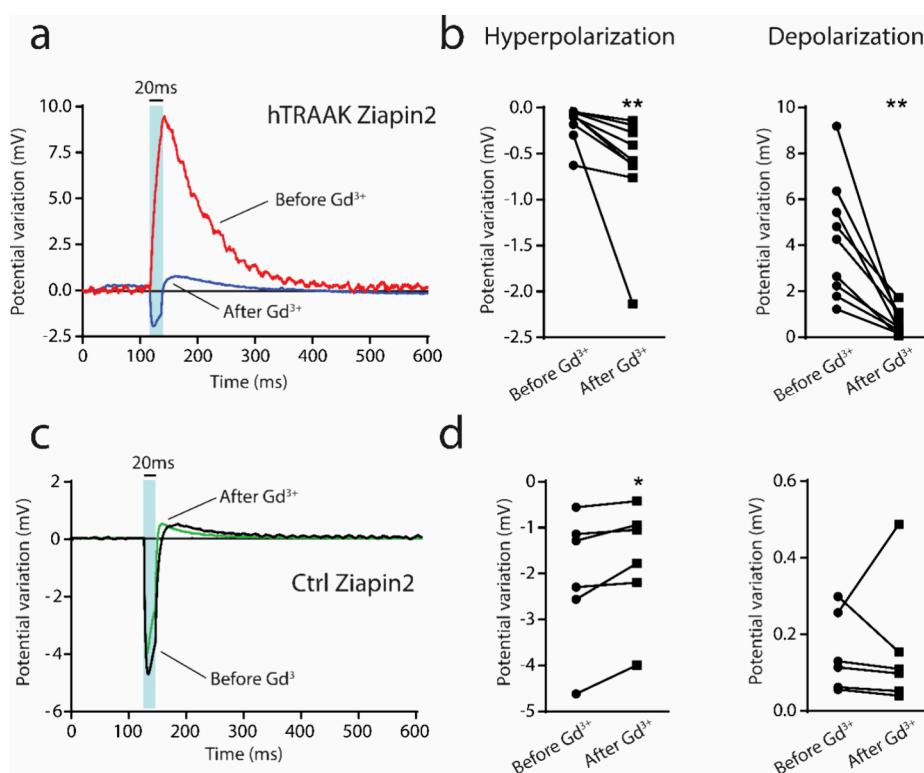 a
20ms
hTRAAK Ziapin2
10.0
7.5
5.0
2.5
0.0
-2.5
Potential variation (mV)
Before Gd³⁺
After Gd³⁺
0 100 200 300 400 500 600
Time (ms)
b
Hyperpolarization
**
0.0
-0.5
-1.0
-1.5
-2.0
-2.5
Potential variation (mV)
Before Gd³⁺
After Gd³⁺
Depolarization
**
10
8
6
4
2
0
Potential variation (mV)
Before Gd³⁺
After Gd³⁺
c
20ms
2
0
-2
-4
-6
Potential variation (mV)
After Gd³⁺
Ctrl Ziapin2
Before Gd³
0 100 200 300 400 500 600
Time (ms)
d
*
0
-1
-2
-3
-4
-5
Potential variation (mV)
Before Gd³⁺
After Gd³⁺
0.6
0.4
0.2
0.0
Potential variation (mV)
Before Gd³⁺
After Gd³⁺